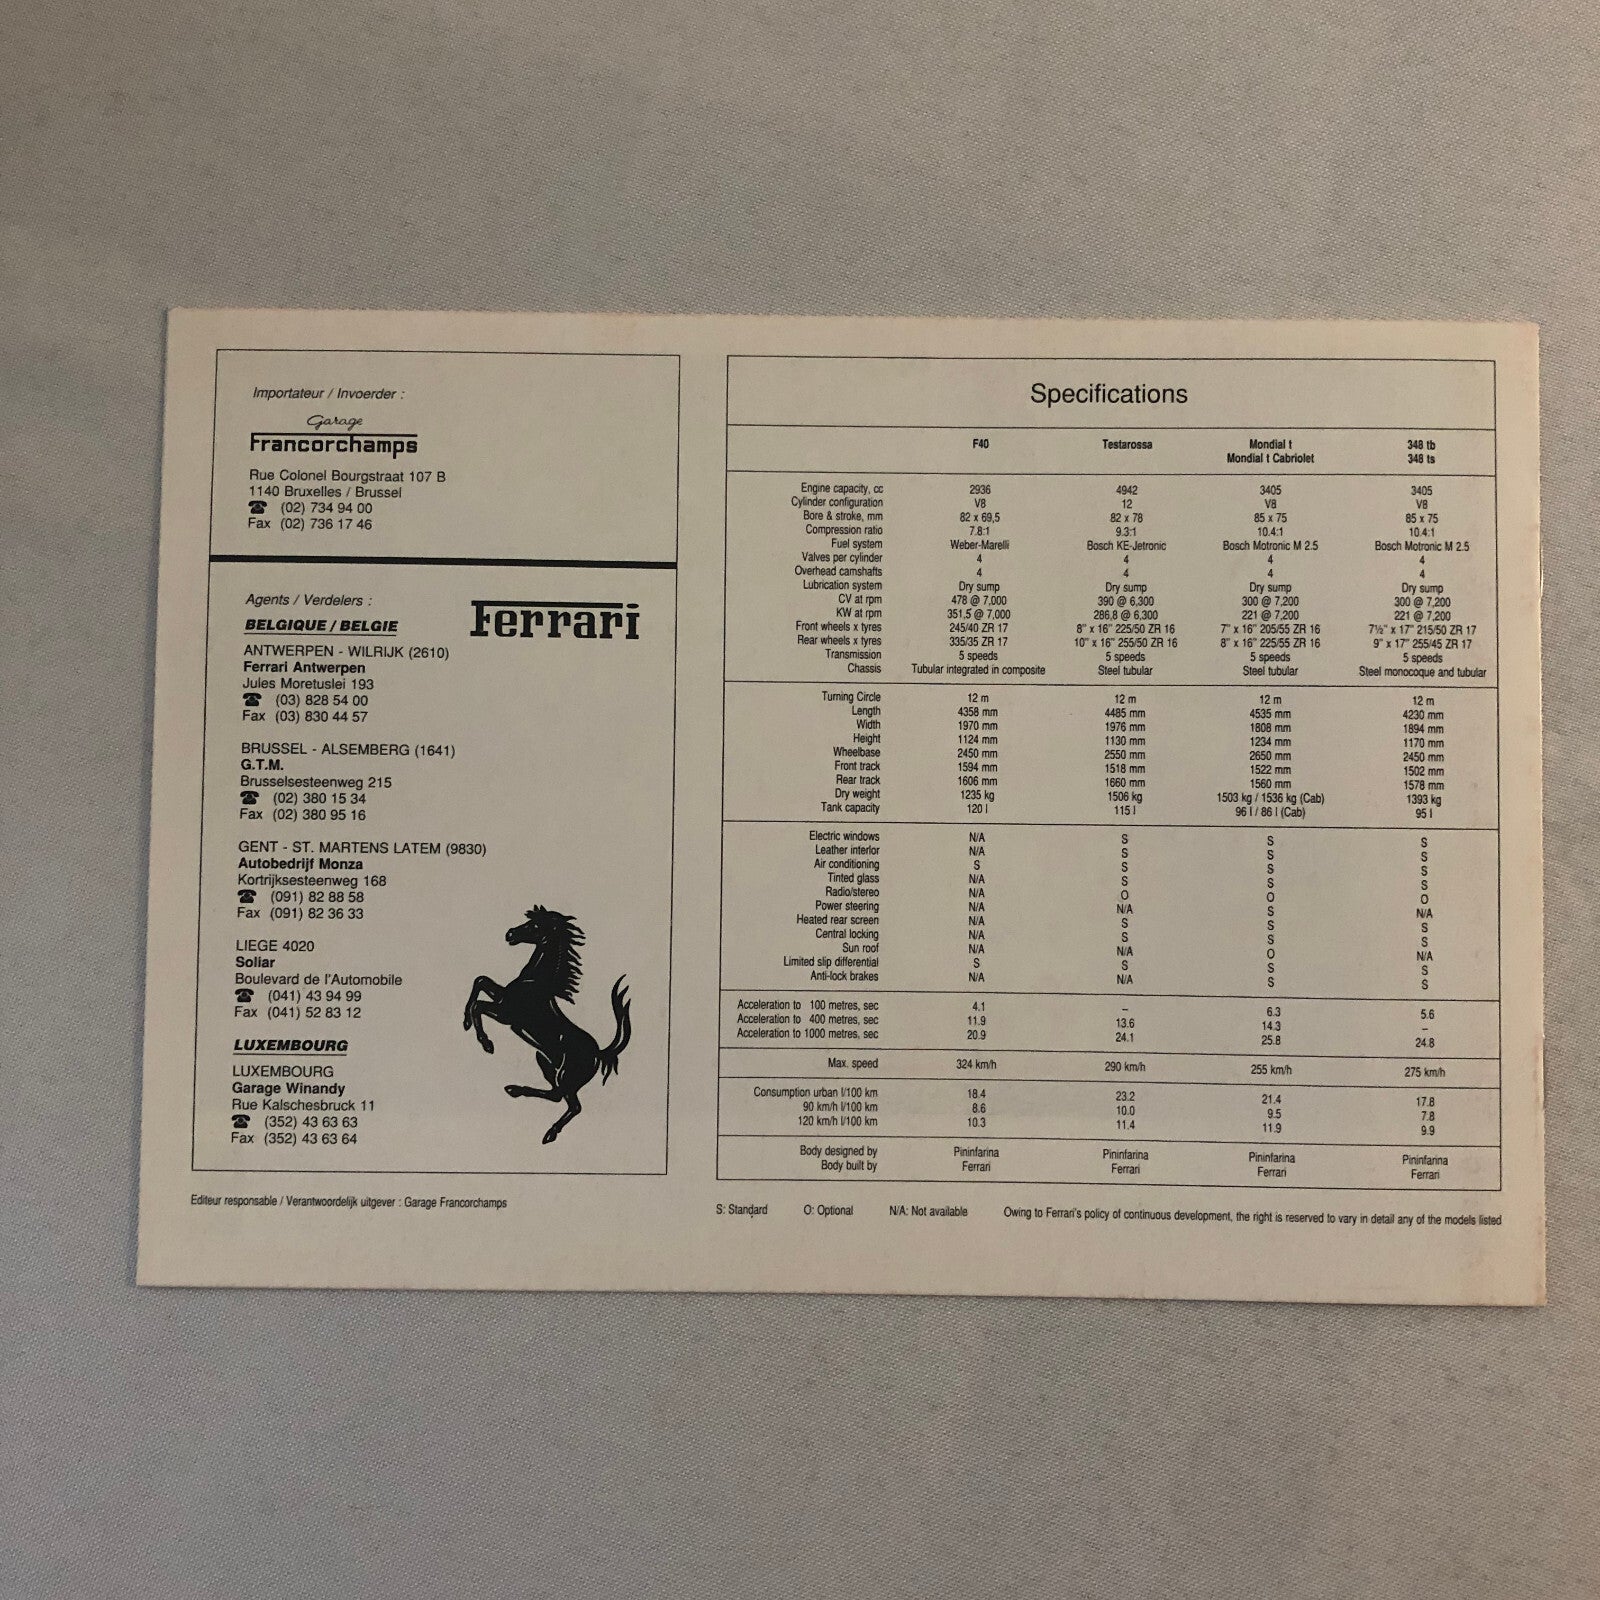 Importateur / Invoerder :
Garage
Francorchamps
Rue Colonel Bourgstraat 107 B
1140 Bruxelles / Brussel
☎ (02) 734 94 00
Fax (02) 736 17 46
Agents / Verdelers :
Ferrari
BELGIQUE / BELGIE
ANTWERPEN - WILRIJK (2610)
Ferrari Antwerpen
Jules Moretuslei 193
☎ (03) 828 54 00
Fax (03) 830 44 57
BRUSSEL - ALSEMBERG (1641)
G.T.M.
Brusselsesteenweg 215
☎ (02) 380 15 34
Fax (02) 380 95 16
GENT - ST. MARTENS LATEM (9830)
Autobedrijf Monza
Kortrijksesteenweg 168
☎ (091) 82 88 58
Fax (091) 82 36 33
LIEGE 4020
Soliar
Boulevard de l'Automobile
☎ (041) 43 94 99
Fax (041) 52 83 12
LUXEMBOURG
LUXEMBOURG
Garage Winandy
Rue Kalschesbruck 11
☎ (352) 43 63 63
Fax (352) 43 63 64
Editeur responsable / Verantwoordelijk uitgever : Garage Francorchamps
Specifications
F40 Testarossa Mondial t 348 tb
Mondial t Cabriolet 348 ts
Engine capacity, cc 2936 4942 3405 3405
Cylinder configuration V8 12 V8 V8
Bore & stroke, mm 82 x 69,5 82 x 78 85 x 75 85 x 75
Compression ratio 7.8:1 9.3:1 10.4:1 10.4:1
Fuel system Weber-Marelli Bosch KE-Jetronic Bosch Motronic M 2.5 Bosch Motronic M 2.5
Valves per cylinder 4 4 4 4
Overhead camshafts 4 4 4 4
Lubrication system Dry sump Dry sump Dry sump Dry sump
CV at rpm 478 @ 7,000 390 @ 6,300 300 @ 7,200 300 @ 7,200
KW at rpm 351,5 @ 7,000 286,8 @ 6,300 221 @ 7,200 221 @ 7,200
Front wheels x tyres 245/40 ZR 17 8" x 16" 225/50 ZR 16 7" x 16" 205/55 ZR 16 7½" x 17" 215/50 ZR 17
Rear wheels x tyres 335/35 ZR 17 10" x 16" 255/50 ZR 16 8" x 16" 225/55 ZR 16 9" x 17" 255/45 ZR 17
Transmission 5 speeds 5 speeds 5 speeds 5 speeds
Chassis Tubular integrated in composite Steel tubular Steel tubular Steel monocoque and tubular
Turning Circle 12 m 12 m 12 m 12 m
Length 4358 mm 4485 mm 4535 mm 4230 mm
Width 1970 mm 1976 mm 1808 mm 1894 mm
Height 1124 mm 1130 mm 1234 mm 1170 mm
Wheelbase 2450 mm 2550 mm 2650 mm 2450 mm
Front track 1594 mm 1518 mm 1522 mm 1502 mm
Rear track 1606 mm 1660 mm 1560 mm 1578 mm
Dry weight 1235 kg 1506 kg 1503 kg / 1536 kg (Cab) 1393 kg
Tank capacity 120 l 115 l 96 l / 86 l (Cab) 95 l
Electric windows N/A S S S
Leather interior N/A S S S
Air conditioning S S S S
Tinted glass N/A S S S
Radio/stereo N/A O O O
Power steering N/A N/A S N/A
Heated rear screen N/A S S S
Central locking N/A S S S
Sun roof N/A N/A O N/A
Limited slip differential S S S S
Anti-lock brakes N/A N/A S S
Acceleration to 100 metres, sec 4.1 – 6.3 5.6
Acceleration to 400 metres, sec 11.9 13.6 14.3 –
Acceleration to 1000 metres, sec 20.9 24.1 25.8 24.8
Max. speed 324 km/h 290 km/h 255 km/h 275 km/h
Consumption urban l/100 km 18.4 23.2 21.4 17.8
90 km/h l/100 km 8.6 10.0 9.5 7.8
120 km/h l/100 km 10.3 11.4 11.9 9.9
Body designed by Pininfarina Pininfarina Pininfarina Pininfarina
Body built by Ferrari Ferrari Ferrari Ferrari
S: Standard O: Optional N/A: Not available Owing to Ferrari's policy of continuous development, the right is reserved to vary in detail any of the models listed